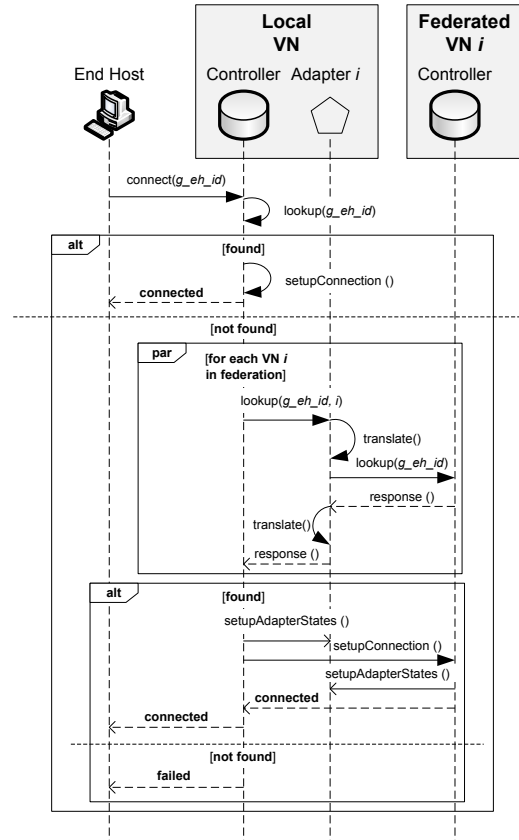 Local
VN
Federated
VN i
End Host
Controller
Adapter i
Controller
connect(g_eh_id)
lookup(g_eh_id)
alt
[found]
setupConnection ()
connected
[not found]
par
[for each VN i
in federation]
lookup(g_eh_id, i)
translate()
lookup(g_eh_id)
response ()
translate()
response ()
alt
[found]
setupAdapterStates ()
setupConnection ()
setupAdapterStates ()
connected
connected
[not found]
failed